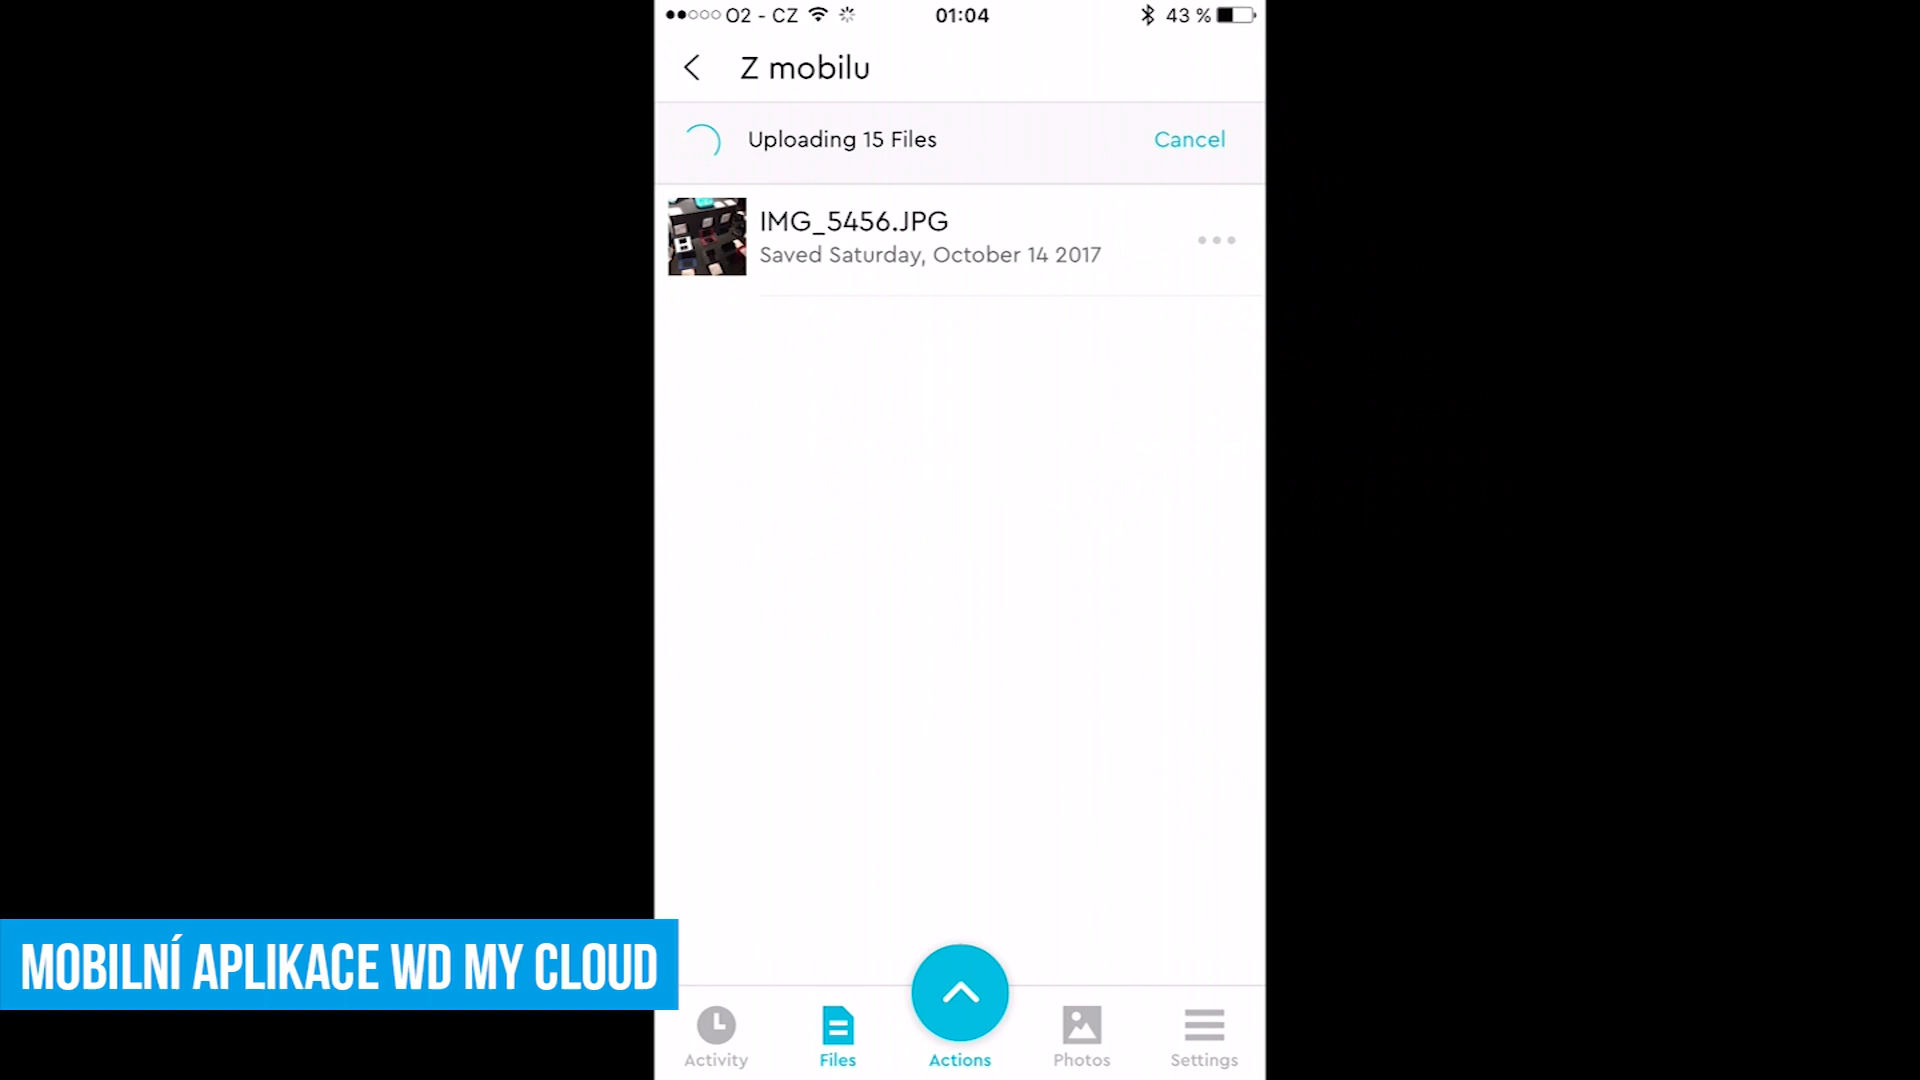 O2 - CZ 01:04 43 %
Z mobilu
Uploading 15 Files Cancel
IMG_5456.JPG
Saved Saturday, October 14 2017
MOBILNÍ APLIKACE WD MY CLOUD
Activity Files Actions Photos Settings